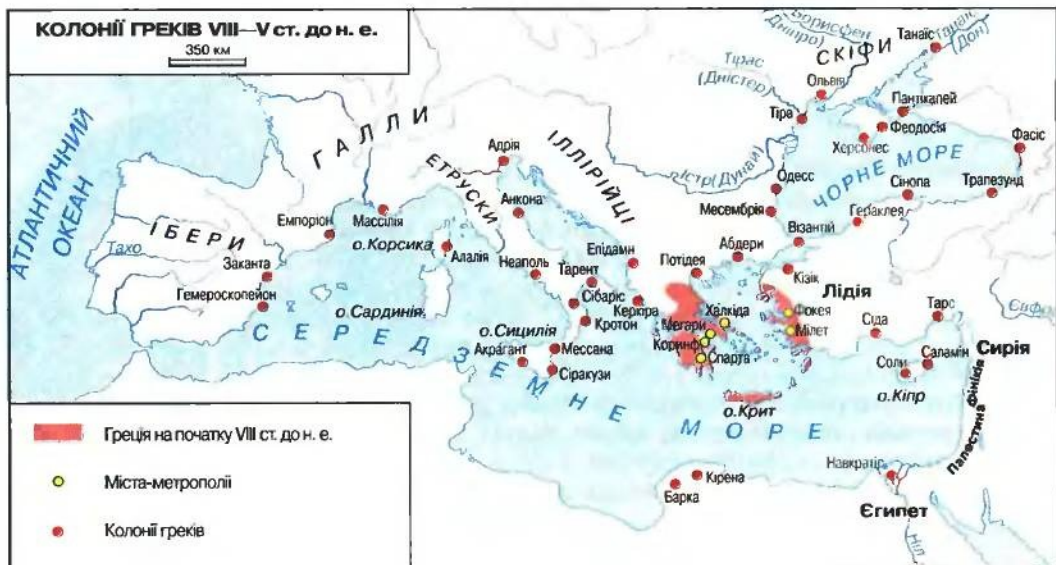 КОЛОНІЇ ГРЕКІВ VIII—V ст. до н. е.
350 км
АТЛАНТИЧНИЙ
ОКЕАН
ІБЕРИ
Тахо
ГАЛЛИ
ЕТРУСКИ
ІЛЛІРІЙЦІ
СКІФИ
Борисфен
(Дніпро)
Тірас
(Дністер)
Танаїс
(Дон)
Істр (Дунай)
Танаїс
Ольвія
Тіра
Пантікапей
Феодосія
Херсонес
Фасіс
ЧОРНЕ МОРЕ
Одесс
Месембрія
Сінопа
Трапезунд
Гераклея
Візантій
Адрія
Анкона
Массілія
Емпоріон
о.Корсика
Алалія
Неаполь
Епідамн
Потідея
Абдери
Кізік
Заканта
Гемероскопейон
Тарент
Сібаріс
Керкіра
Кротон
о.Сардинія
о.Сицилія
Акрагант
Мессана
Сіракузи
Халкіда
Мегари
Коринф
Спарта
Лідія
Фокея
Мілет
Сіда
Тарс
Соли
Саламін
о.Кіпр
Сирія
Фінікія
Палестина
о.Крит
СЕРЕДЗЕМНЕ МОРЕ
Навкратіс
Кірена
Барка
Єгипет
Ніл
Греція на початку VIII ст. до н. е.
Міста-метрополії
Колонії греків